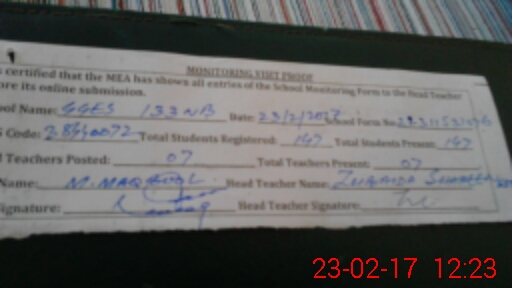 MONITORING VISIT PROOF
s certified that the MEA has shown all entries of the School Monitoring Form to the Head Teacher
ore its online submission.
ool Name: GGES 133 NB Date: 23/2/2017 ool Form No:
S Code: Total Students Registered: 147 Total Students Present: 147
l Teachers Posted: 07 Total Teachers Present: 07
Name: M. MAQBOOL Head Teacher Name: ZUBAIDA
Signature: Head Teacher Signature:
23-02-17 12:23